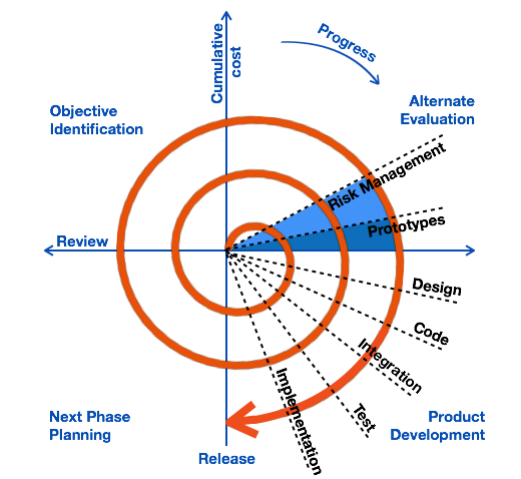 Cumulative
cost
Progress
Objective
Identification
Alternate
Evaluation
Risk Management
Prototypes
Review
Design
Code
Integration
Test
Implementation
Next Phase
Planning
Product
Development
Release